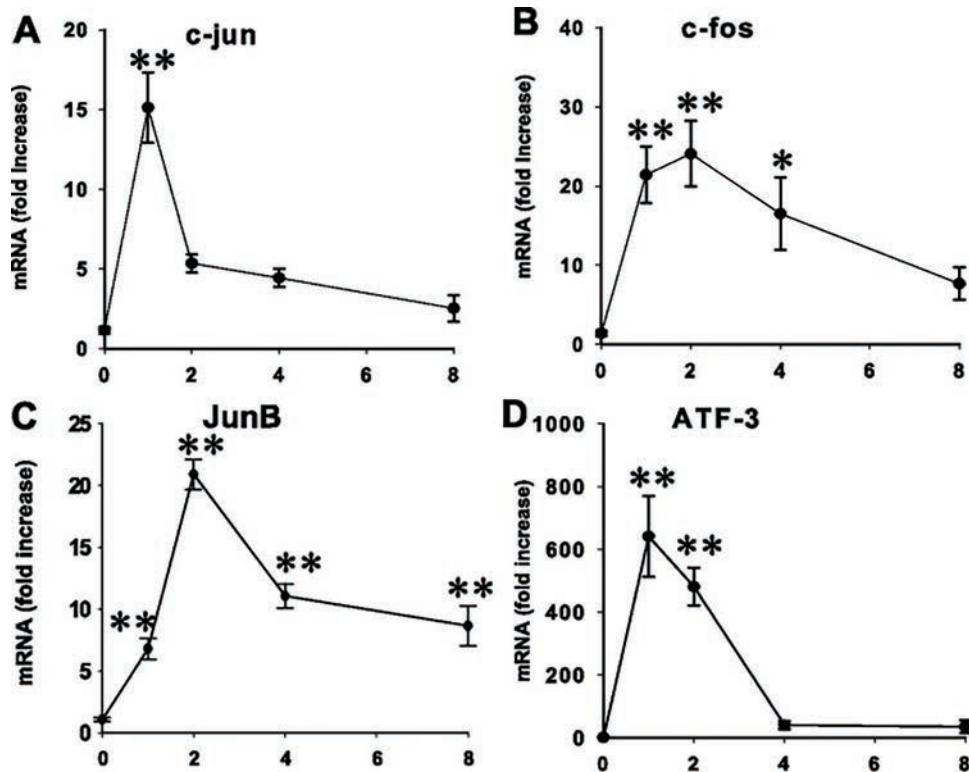 A c-jun
mRNA (fold Increase)
20
15
10
5
0
**
0 2 4 6 8
B c-fos
mRNA (fold Increase)
40
30
20
10
0
** ** *
0 2 4 6 8
C JunB
mRNA (fold increase)
25
20
15
10
5
0
** ** ** **
0 2 4 6 8
D ATF-3
mRNA (fold increase)
1000
800
600
400
200
0
** **
0 2 4 6 8